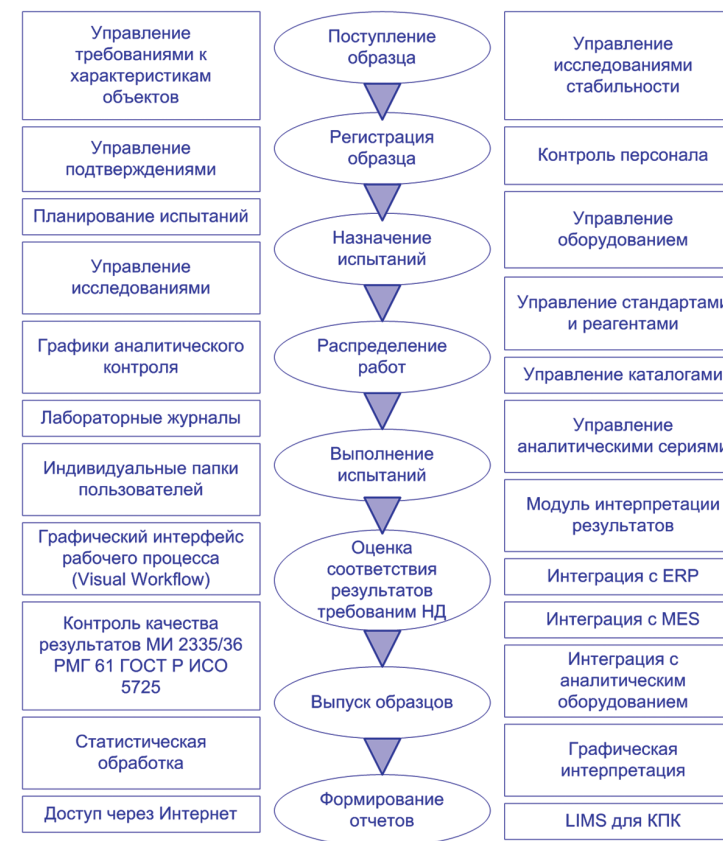 Управление
требованиями к
характеристикам
объектов
Управление
подтверждениями
Планирование испытаний
Управление
исследованиями
Графики аналитического
контроля
Лабораторные журналы
Индивидуальные папки
пользователей
Графический интерфейс
рабочего процесса
(Visual Workflow)
Контроль качества
результатов МИ 2335/36
РМГ 61 ГОСТ Р ИСО
5725
Статистическая
обработка
Доступ через Интернет
Поступление
образца
Регистрация
образца
Назначение
испытаний
Распределение
работ
Выполнение
испытаний
Оценка
соответствия
результатов
требованим НД
Выпуск образцов
Формирование
отчетов
Управление
исследованиями
стабильности
Контроль персонала
Управление
оборудованием
Управление стандартами
и реагентами
Управление каталогами
Управление
аналитическими сериями
Модуль интерпретации
результатов
Интеграция с ERP
Интеграция с MES
Интеграция с
аналитическим
оборудованием
Графическая
интерпретация
LIMS для КПК